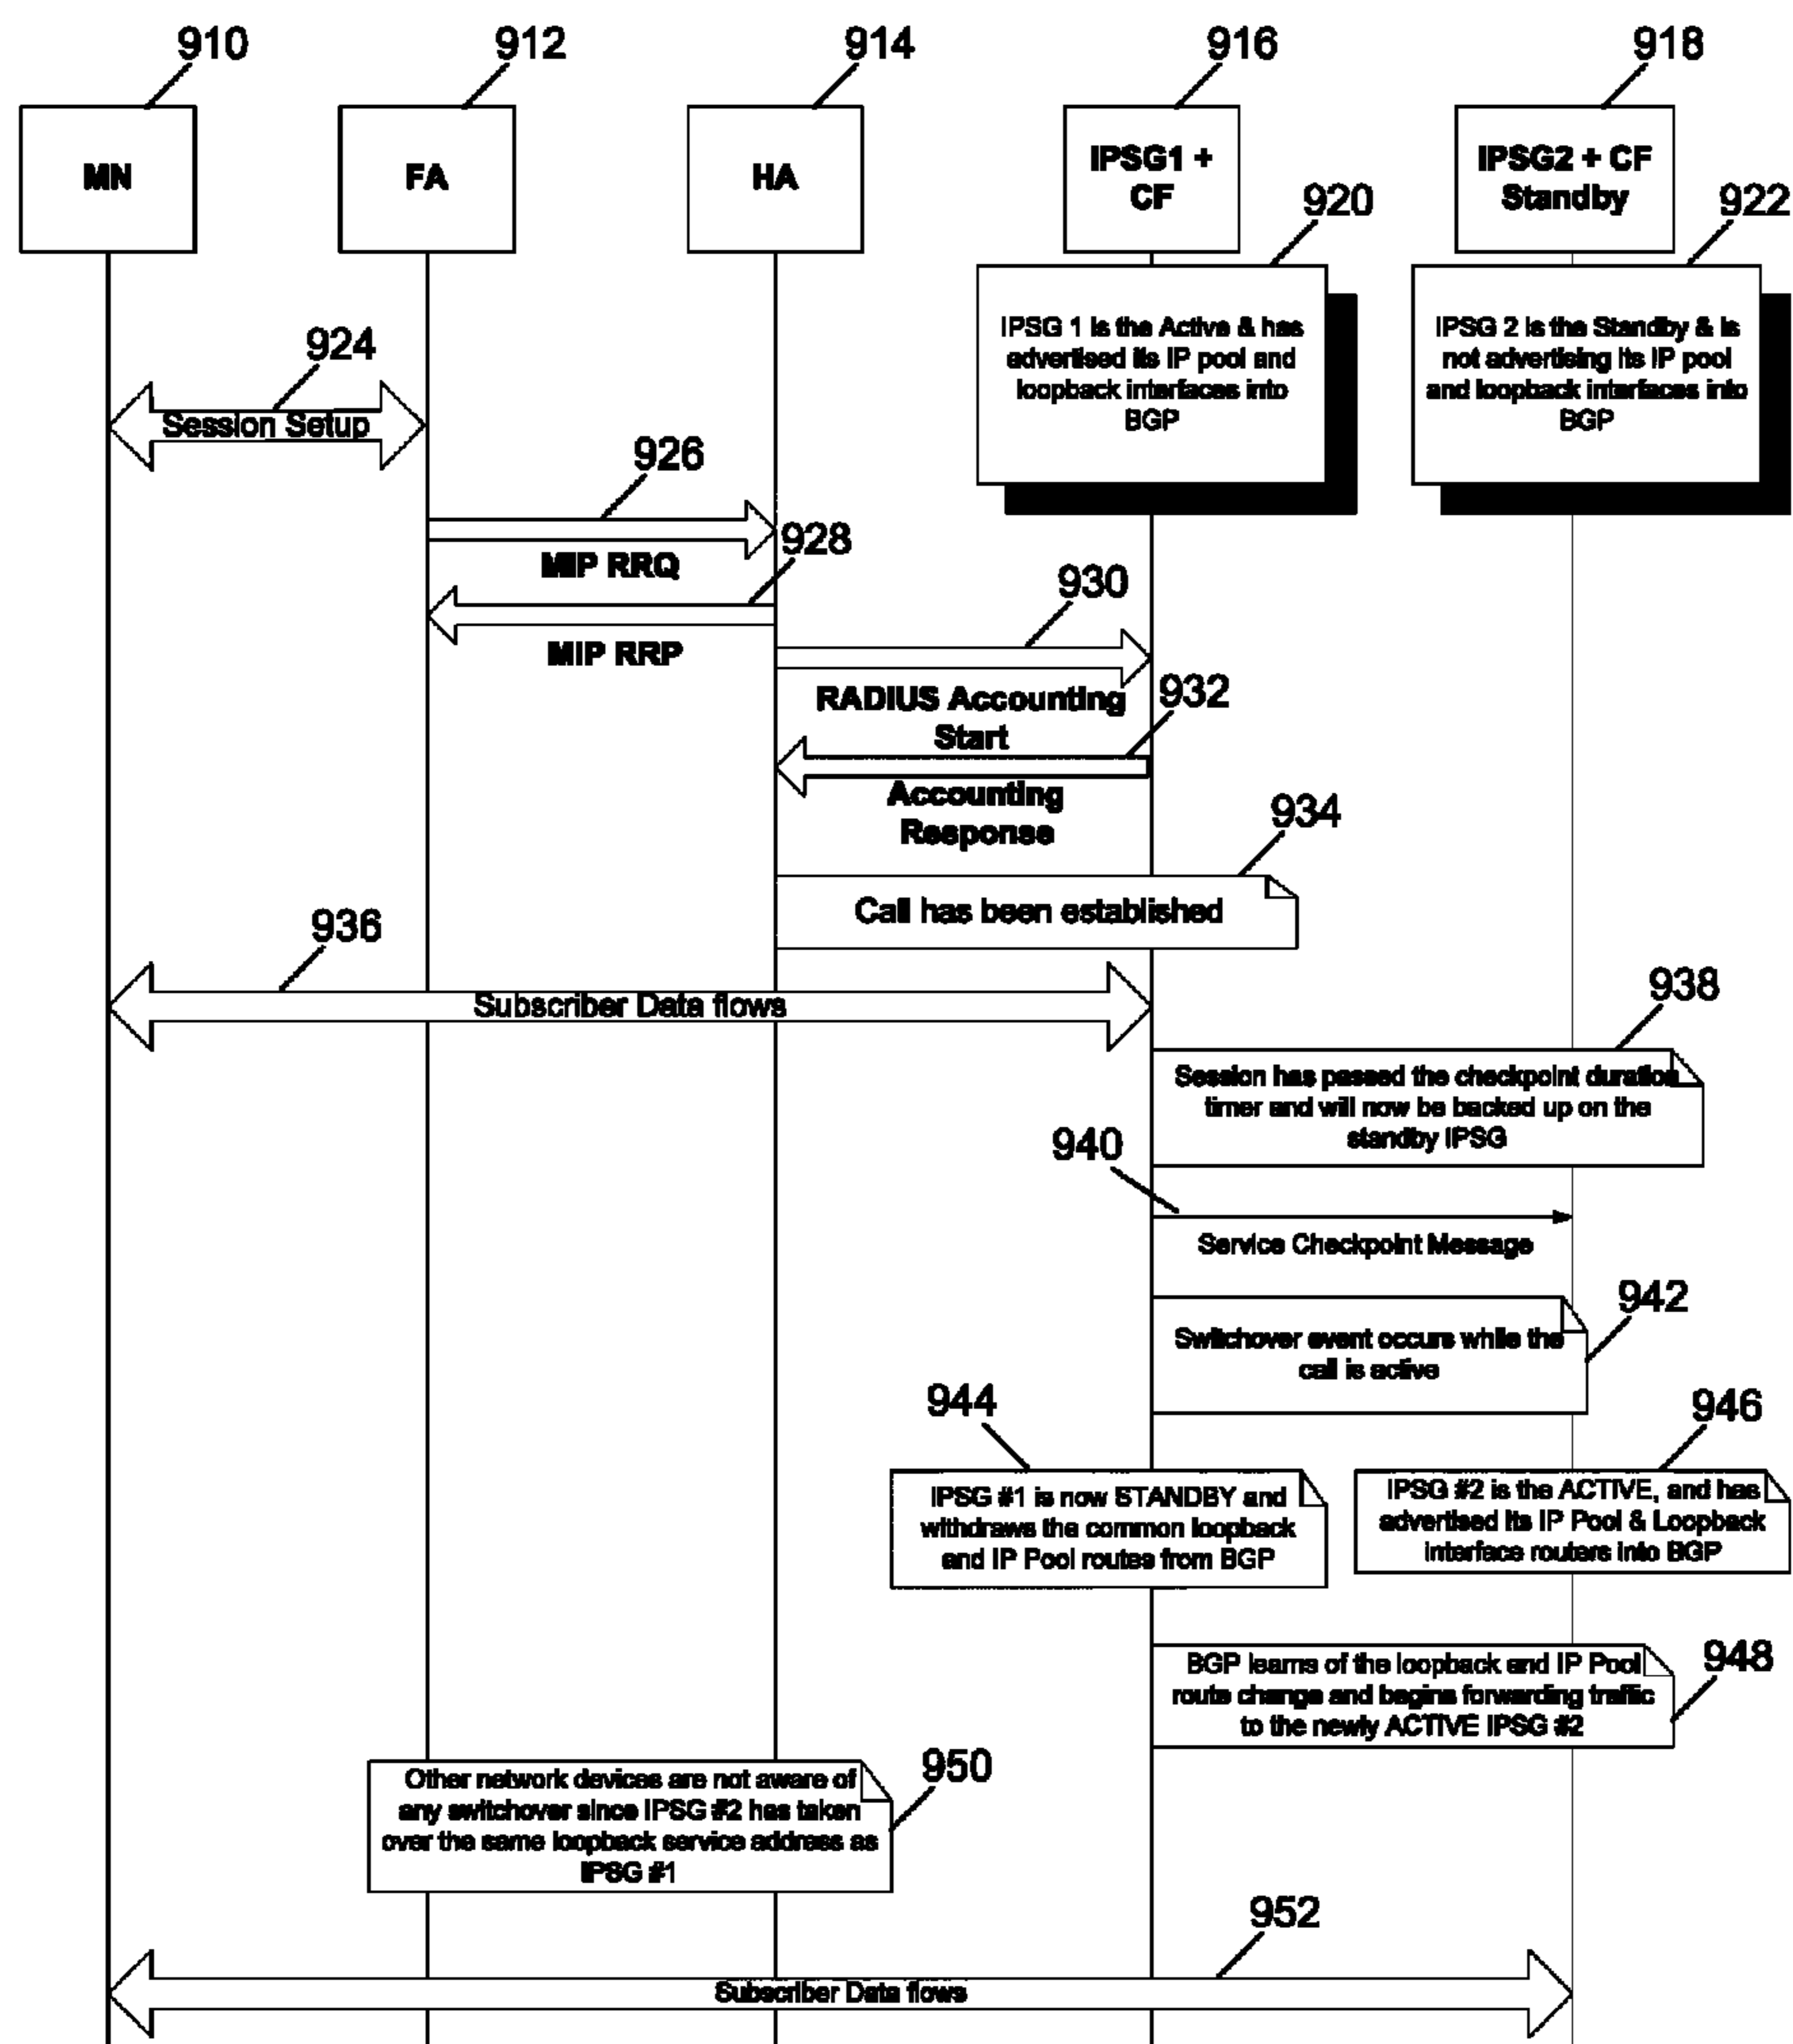 910
912
914
916
918
MN
FA
HA
IPSG1 +
CF
IPSG2 + CF
Standby
920
922
IPSG 1 is the Active & has
advertised its IP pool and
loopback interfaces into
BGP
IPSG 2 is the Standby & is
not advertising its IP pool
and loopback interfaces into
BGP
924
Session Setup
926
MIP RRQ
928
MIP RRP
930
RADIUS Accounting
Start
932
Accounting
Response
934
Call has been established
936
Subscriber Data flows
938
Session has passed the checkpoint duration
timer and will now be backed up on the
standby IPSG
940
Service Checkpoint Message
942
Switchover event occurs while the
call is active
944
IPSG #1 is now STANDBY and
withdraws the common loopback
and IP Pool routes from BGP
946
IPSG #2 is the ACTIVE, and has
advertised its IP Pool & Loopback
interface routers into BGP
948
BGP learns of the loopback and IP Pool
route change and begins forwarding traffic
to the newly ACTIVE IPSG #2
950
Other network devices are not aware of
any switchover since IPSG #2 has taken
over the same loopback service address as
IPSG #1
952
Subscriber Data flows